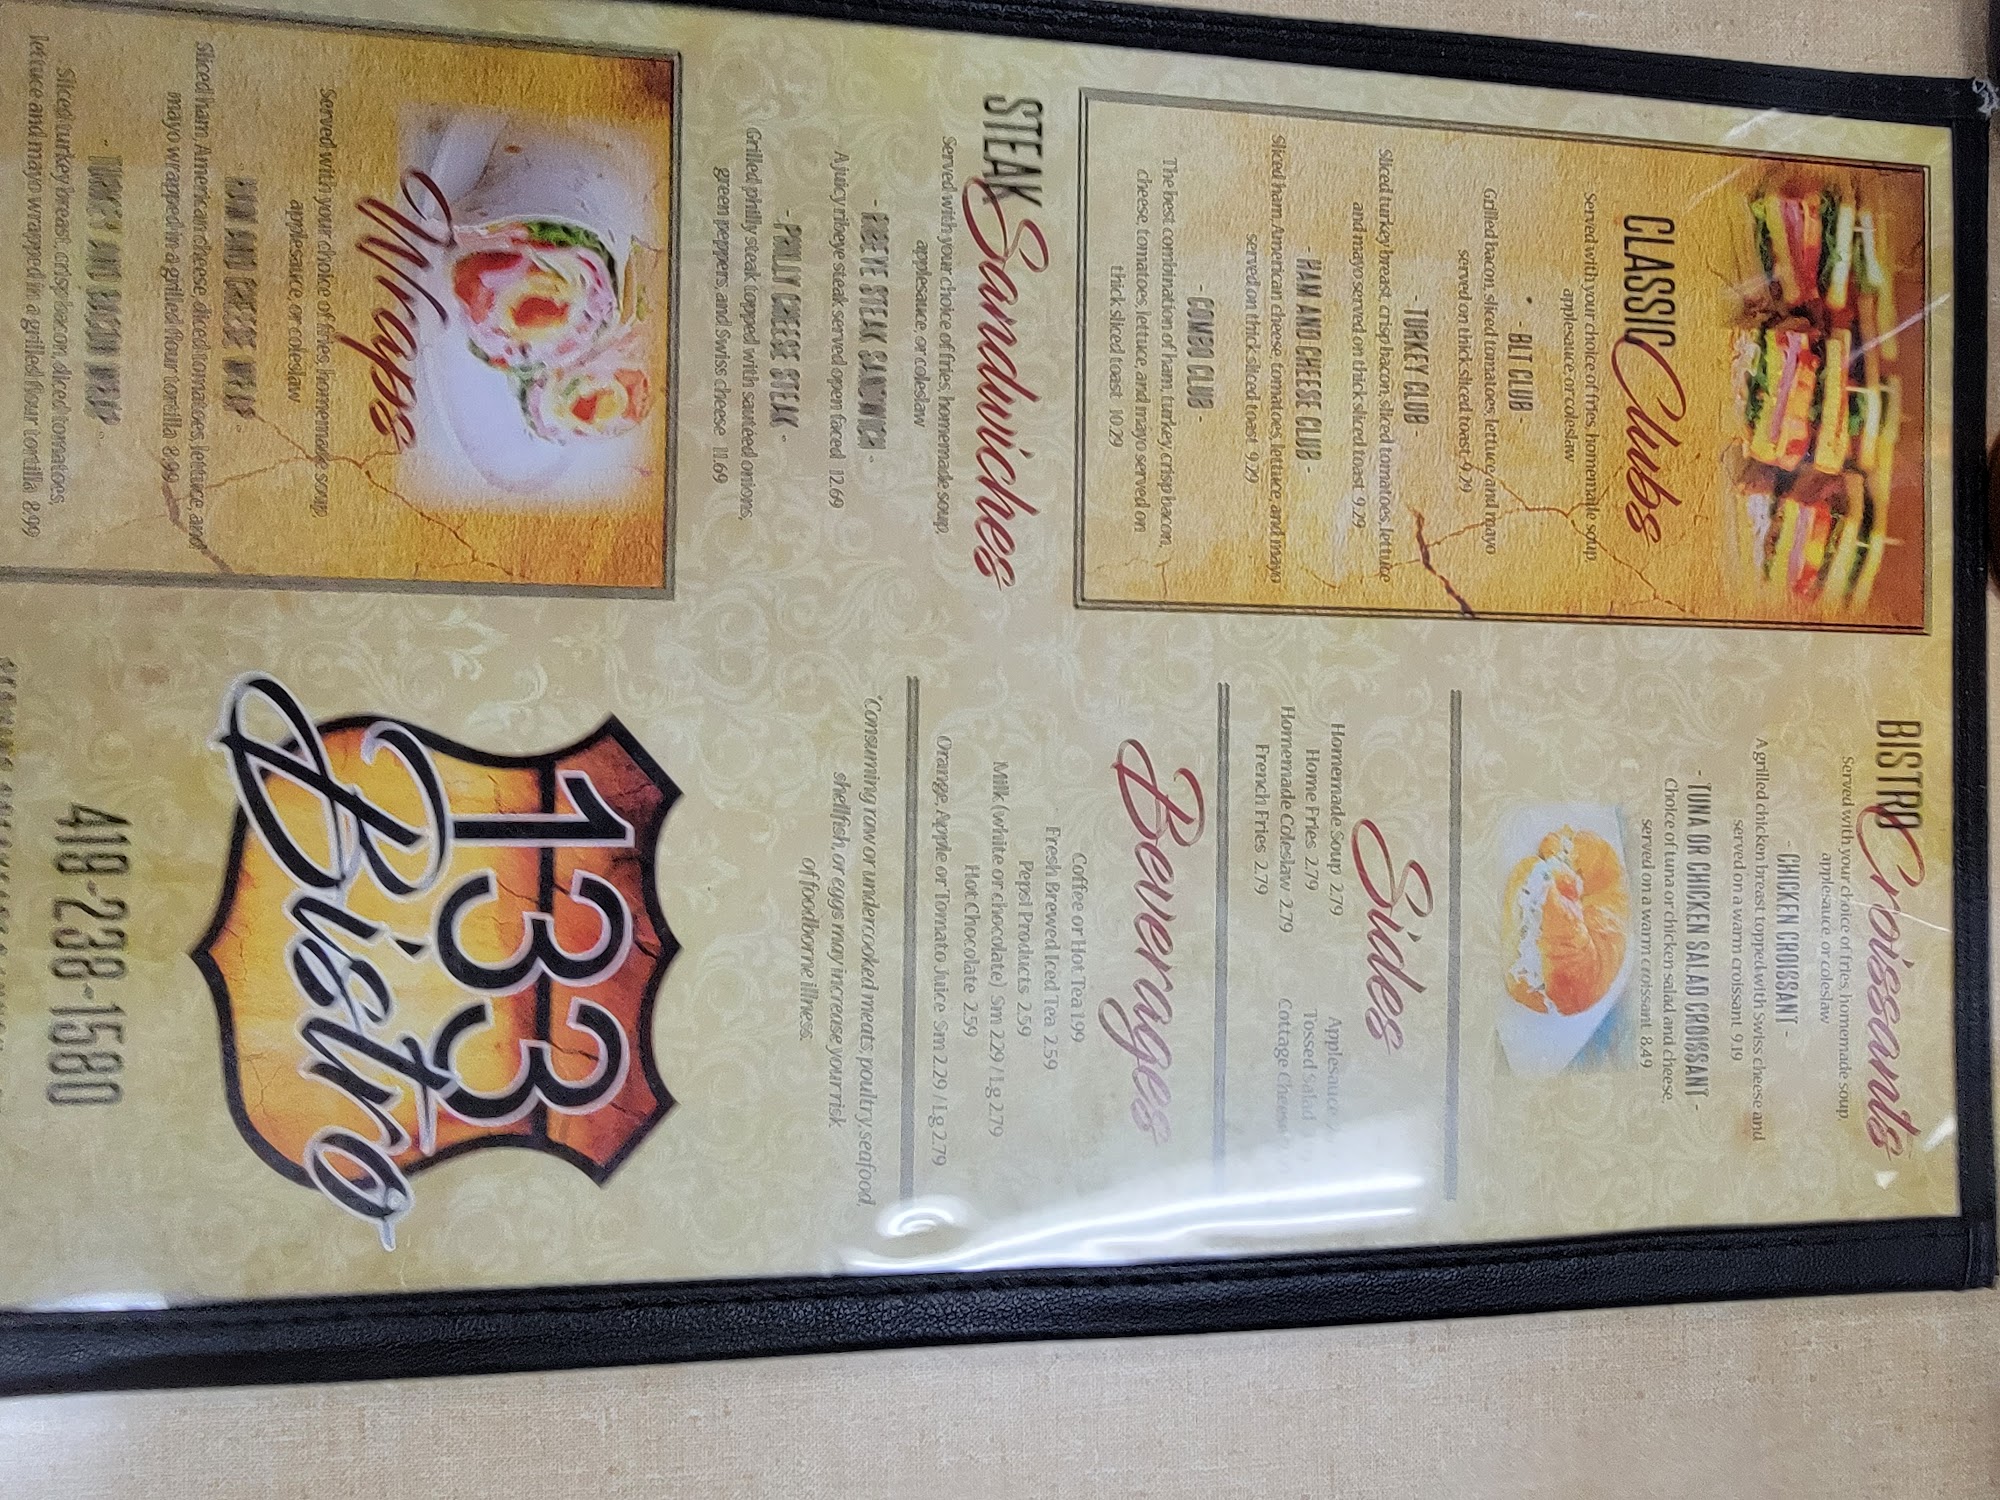 CLASSIC Clubs
Served with your choice of fries, homemade soup,
applesauce, or coleslaw
- BLT CLUB -
Grilled bacon, sliced tomatoes, lettuce, and mayo
served on thick sliced toast 9.29
- TURKEY CLUB -
Sliced turkey breast, crisp bacon, sliced tomatoes, lettuce
and mayo served on thick sliced toast 9.29
- HAM AND CHEESE CLUB -
Sliced ham, American cheese, tomatoes, lettuce, and mayo
served on thick sliced toast 9.29
- COMBO CLUB -
The best combination of ham, turkey, crisp bacon,
cheese, tomatoes, lettuce, and mayo served on
thick sliced toast 10.29
STEAK Sandwiches
Served with your choice of fries, homemade soup,
applesauce, or coleslaw
- RIBEYE STEAK SANDWICH -
A juicy ribeye steak served open faced 12.69
- PHILLY CHEESE STEAK -
Grilled philly steak topped with sauteed onions,
green peppers, and Swiss cheese 11.69
Wraps
Served with your choice of fries, homemade soup
applesauce, or coleslaw
- HAM AND CHEESE WRAP -
Sliced ham, American cheese, diced tomatoes, lettuce, and
mayo wrapped in a grilled flour tortilla 8.99
- TURKEY AND BACON WRAP -
Sliced turkey breast, crisp bacon, diced tomatoes,
lettuce and mayo wrapped in a grilled flour tortilla 8.99
BISTRO Croissants
Served with your choice of fries, homemade soup,
applesauce, or coleslaw
- CHICKEN CROISSANT -
A grilled chicken breast topped with Swiss cheese and
served on a warm croissant 9.19
- TUNA OR CHICKEN SALAD CROISSANT -
Choice of tuna or chicken salad and cheese
served on a warm croissant 8.49
Sides
Homemade Soup 2.79
Home Fries 2.79
Homemade Coleslaw 2.79
French Fries 2.79
Applesauce
Tossed Salad
Cottage Cheese
Beverages
Coffee or Hot Tea 1.99
Fresh Brewed Iced Tea 2.59
Pepsi Products 2.59
Milk (white or chocolate) Sm 2.29 / Lg 2.79
Hot Chocolate 2.59
Orange, Apple or Tomato Juice Sm 2.29 / Lg 2.79
*Consuming raw or undercooked meats, poultry, seafood,
shellfish, or eggs may increase your risk
of foodborne illness.
133
Bistro
418-238-1580